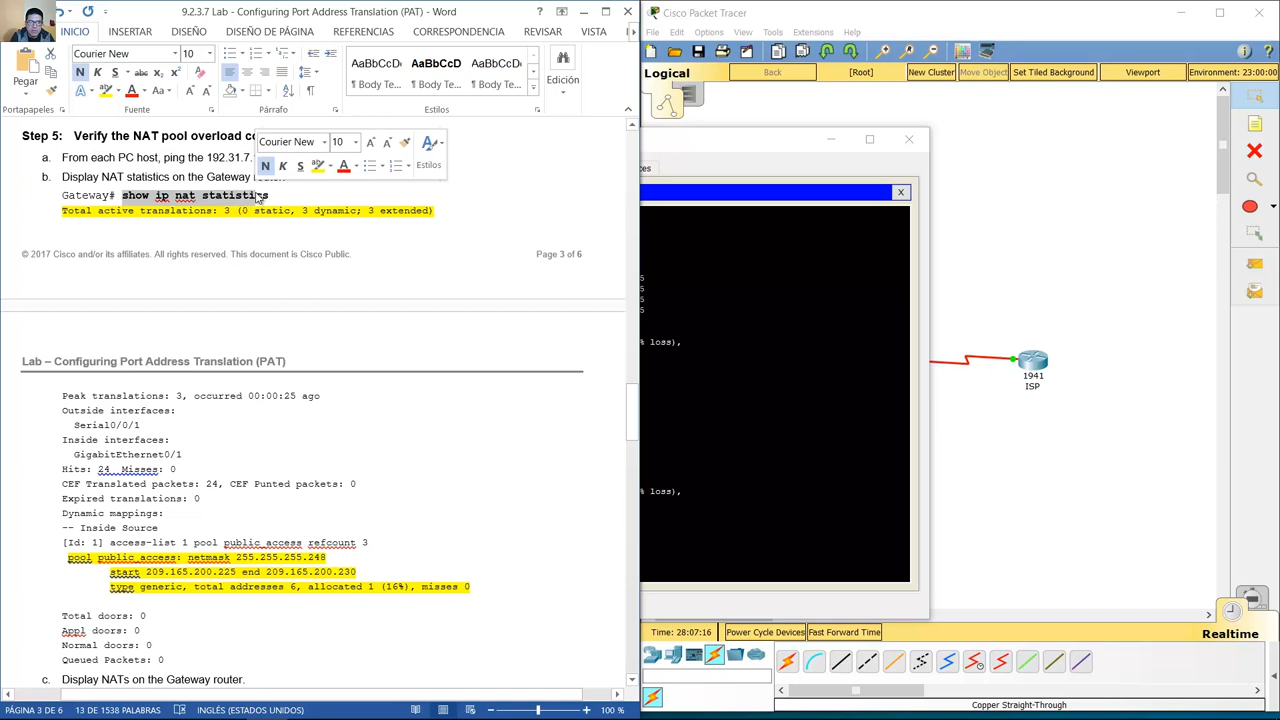 9.2.3.7 Lab - Configuring Port Address Translation (PAT) - Word
INICIO
INSERTAR
DISEÑO
DISEÑO DE PÁGINA
REFERENCIAS
CORRESPONDENCIA
REVISAR
VISTA
Courier New
10
N K S abc x₂ x²
Pegar
Portapapeles
Fuente
Párrafo
AaBbCcD
AaBbCcD
AaBbCcD
¶ Body Te...
¶ Body Te...
¶ Body Te...
Estilos
Edición
Step 5: Verify the NAT pool overload co
Courier New
10
N K S
Estilos
a. From each PC host, ping the 192.31.7.
b. Display NAT statistics on the Gateway
Gateway# show ip nat statistics
Total active translations: 3 (0 static, 3 dynamic; 3 extended)
© 2017 Cisco and/or its affiliates. All rights reserved. This document is Cisco Public.
Page 3 of 6
Lab – Configuring Port Address Translation (PAT)
Peak translations: 3, occurred 00:00:25 ago
Outside interfaces:
Serial0/0/1
Inside interfaces:
GigabitEthernet0/1
Hits: 24 Misses: 0
CEF Translated packets: 24, CEF Punted packets: 0
Expired translations: 0
Dynamic mappings:
-- Inside Source
[Id: 1] access-list 1 pool public_access refcount 3
pool public_access: netmask 255.255.255.248
start 209.165.200.225 end 209.165.200.230
type generic, total addresses 6, allocated 1 (16%), misses 0
Total doors: 0
Appl doors: 0
Normal doors: 0
Queued Packets: 0
c. Display NATs on the Gateway router.
PÁGINA 3 DE 6
13 DE 1538 PALABRAS
INGLÉS (ESTADOS UNIDOS)
100 %
Cisco Packet Tracer
File Edit View Tools Extensions Help
Logical
Back
[Root]
New Cluster
Move Object
Set Tiled Background
Viewport
Environment: 23:00:00
ces
X
% loss),
% loss),
1941
ISP
Time: 28:07:16
Power Cycle Devices
Fast Forward Time
Realtime
Copper Straight-Through